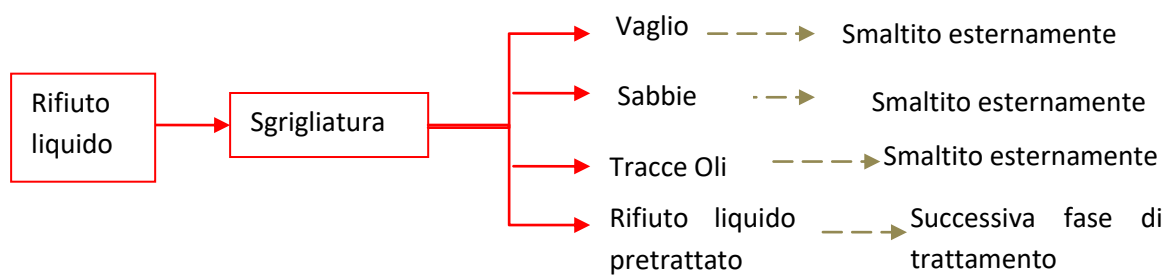 Rifiuto
liquido
Sgrigliatura
Vaglio
Smaltito esternamente
Sabbie
Smaltito esternamente
Tracce Oli
Smaltito esternamente
Rifiuto liquido
pretrattato
Successiva fase di
trattamento